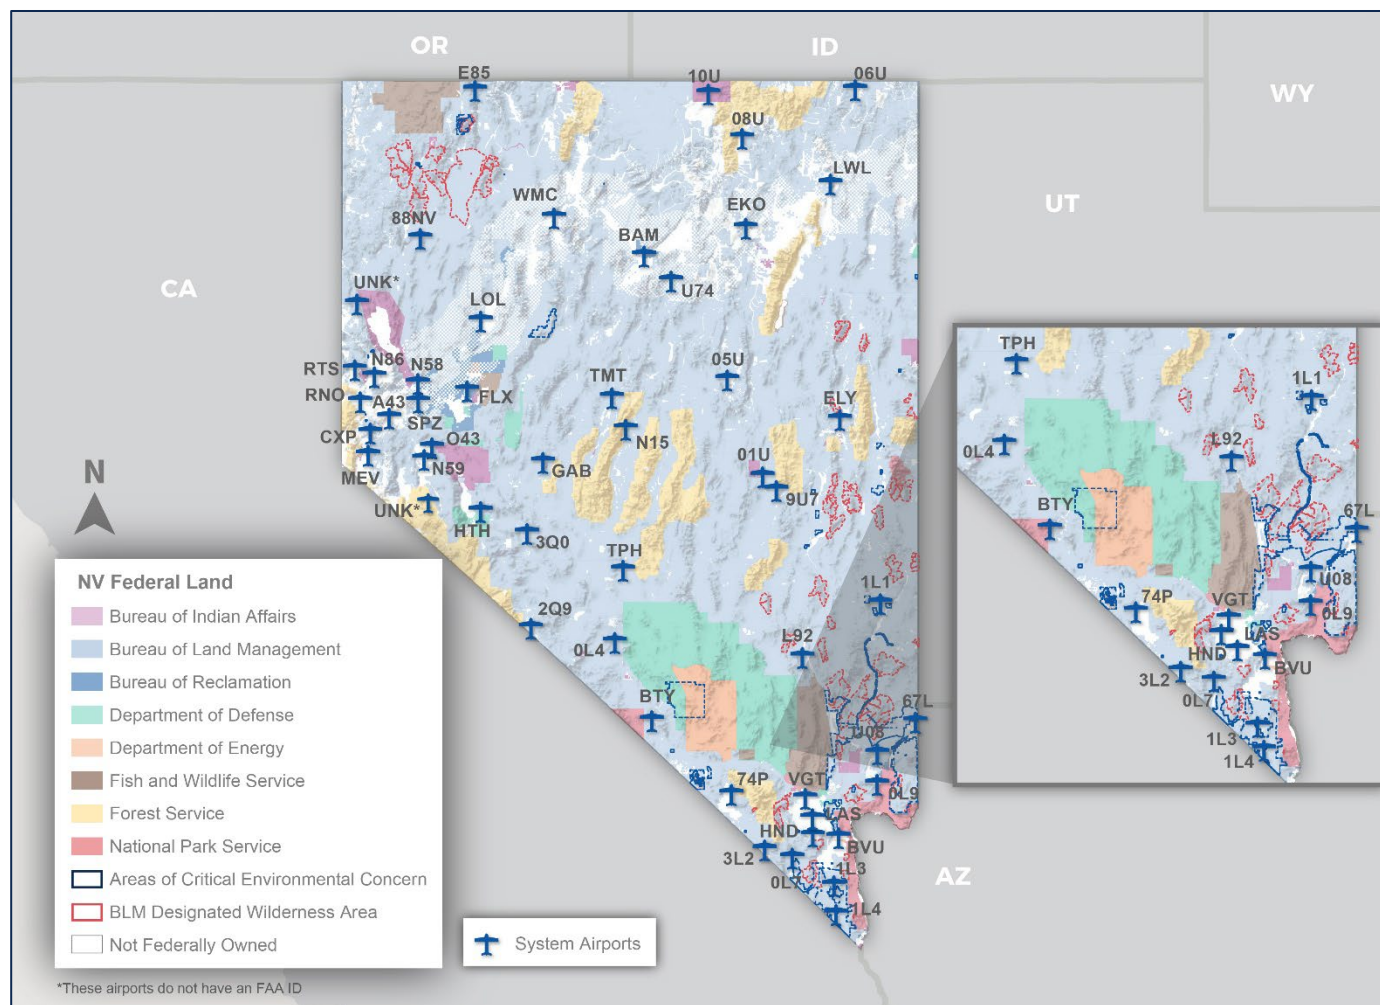 OR
ID
WY
E85
10U
06U
08U
LWL
WMC
EKO
UT
88NV
BAM
CA
UNK*
U74
LOL
RTS
N86
N58
TMT
05U
RNO
A43
FLX
ELY
SPZ
CXP
O43
N15
MEV
N59
GAB
01U
9U7
UNK*
HTH
3Q0
TPH
N
1L1
2Q9
0L4
L92
BTY
67L
U08
74P
VGT
0L9
LAS
HND
BVU
3L2
0L7
1L3
1L4
AZ
TPH
1L1
0L4
L92
BTY
67L
U08
74P
VGT
0L9
LAS
HND
BVU
3L2
0L7
1L3
1L4
NV Federal Land
Bureau of Indian Affairs
Bureau of Land Management
Bureau of Reclamation
Department of Defense
Department of Energy
Fish and Wildlife Service
Forest Service
National Park Service
Areas of Critical Environmental Concern
BLM Designated Wilderness Area
Not Federally Owned
System Airports
*These airports do not have an FAA ID